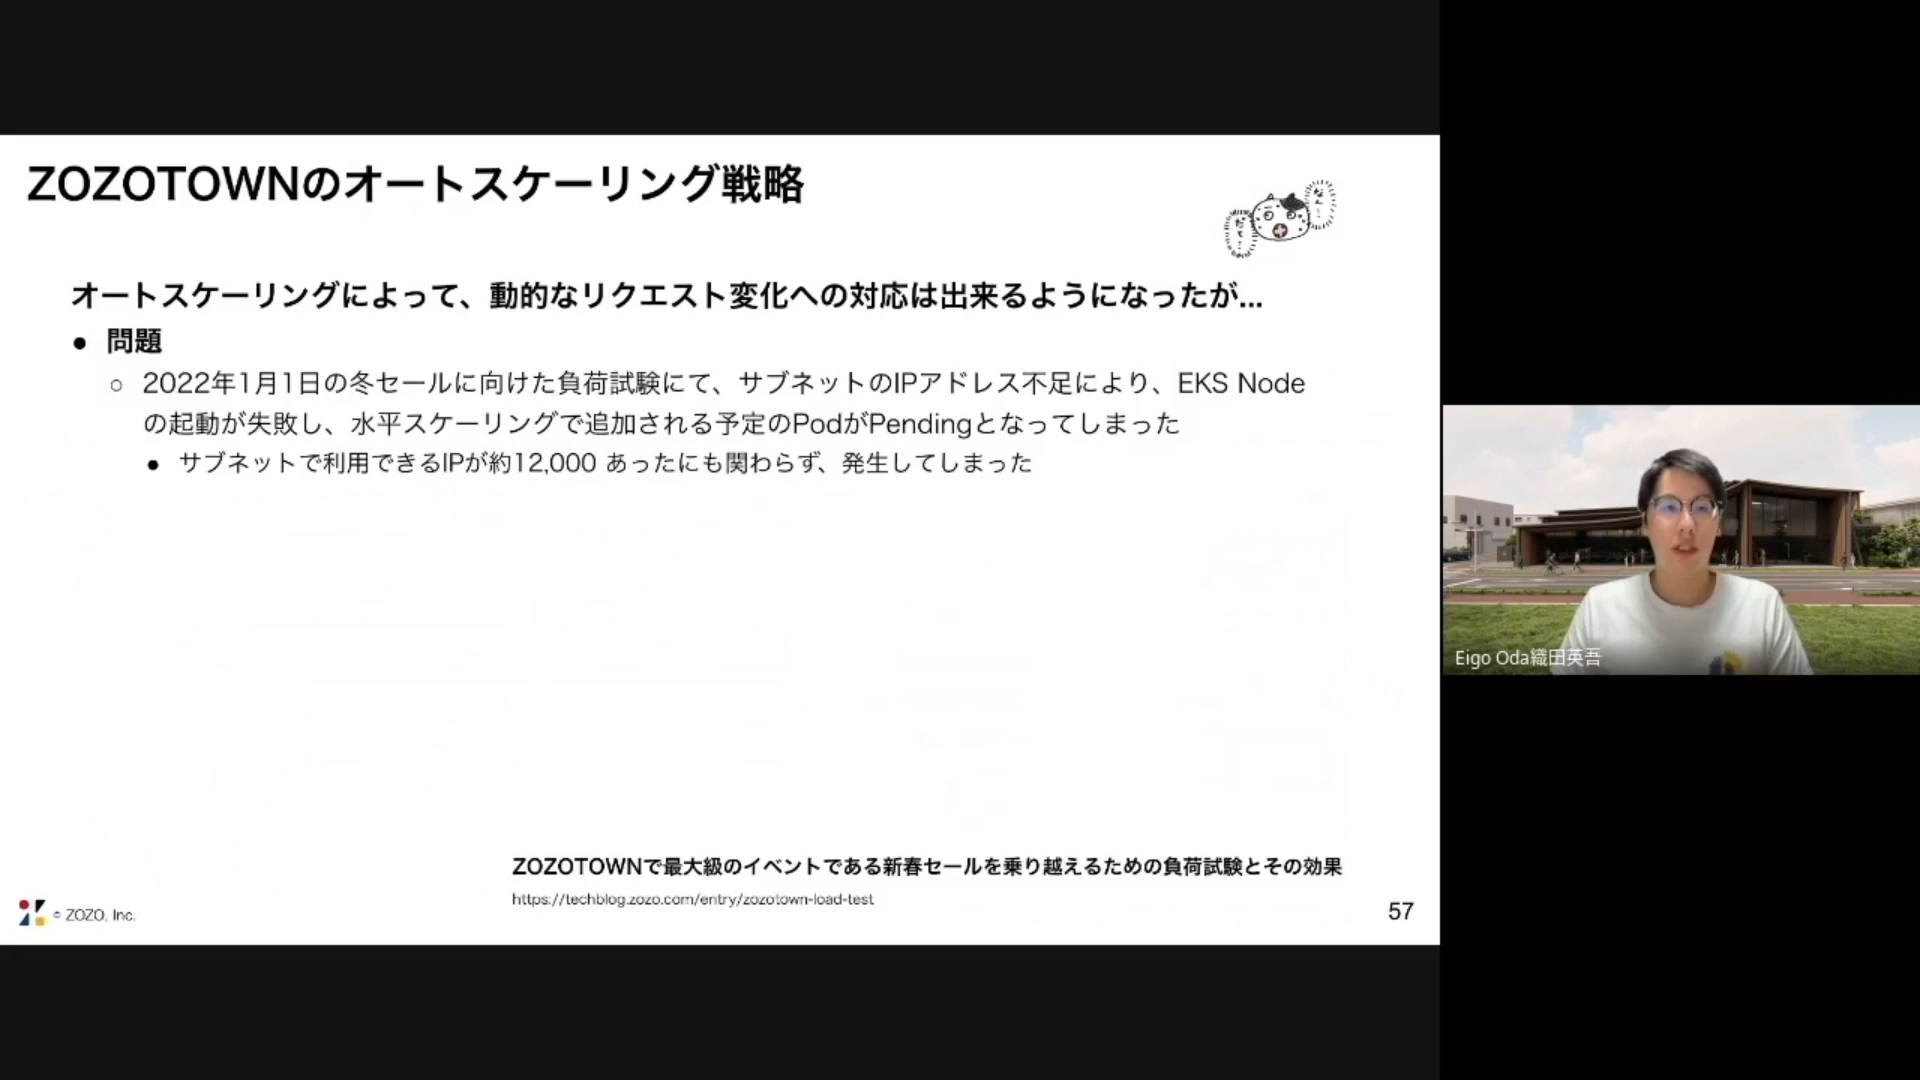 ZOZOTOWNのオートスケーリング戦略
なん…
だて…
オートスケーリングによって、動的なリクエスト変化への対応は出来るようになったが...
● 問題
○ 2022年1月1日の冬セールに向けた負荷試験にて、サブネットのIPアドレス不足により、EKS Node
の起動が失敗し、水平スケーリングで追加される予定のPodがPendingとなってしまった
● サブネットで利用できるIPが約12,000 あったにも関わらず、発生してしまった
ZOZOTOWNで最大級のイベントである新春セールを乗り越えるための負荷試験とその効果
https://techblog.zozo.com/entry/zozotown-load-test
© ZOZO, Inc.
57
Eigo Oda織田英吾